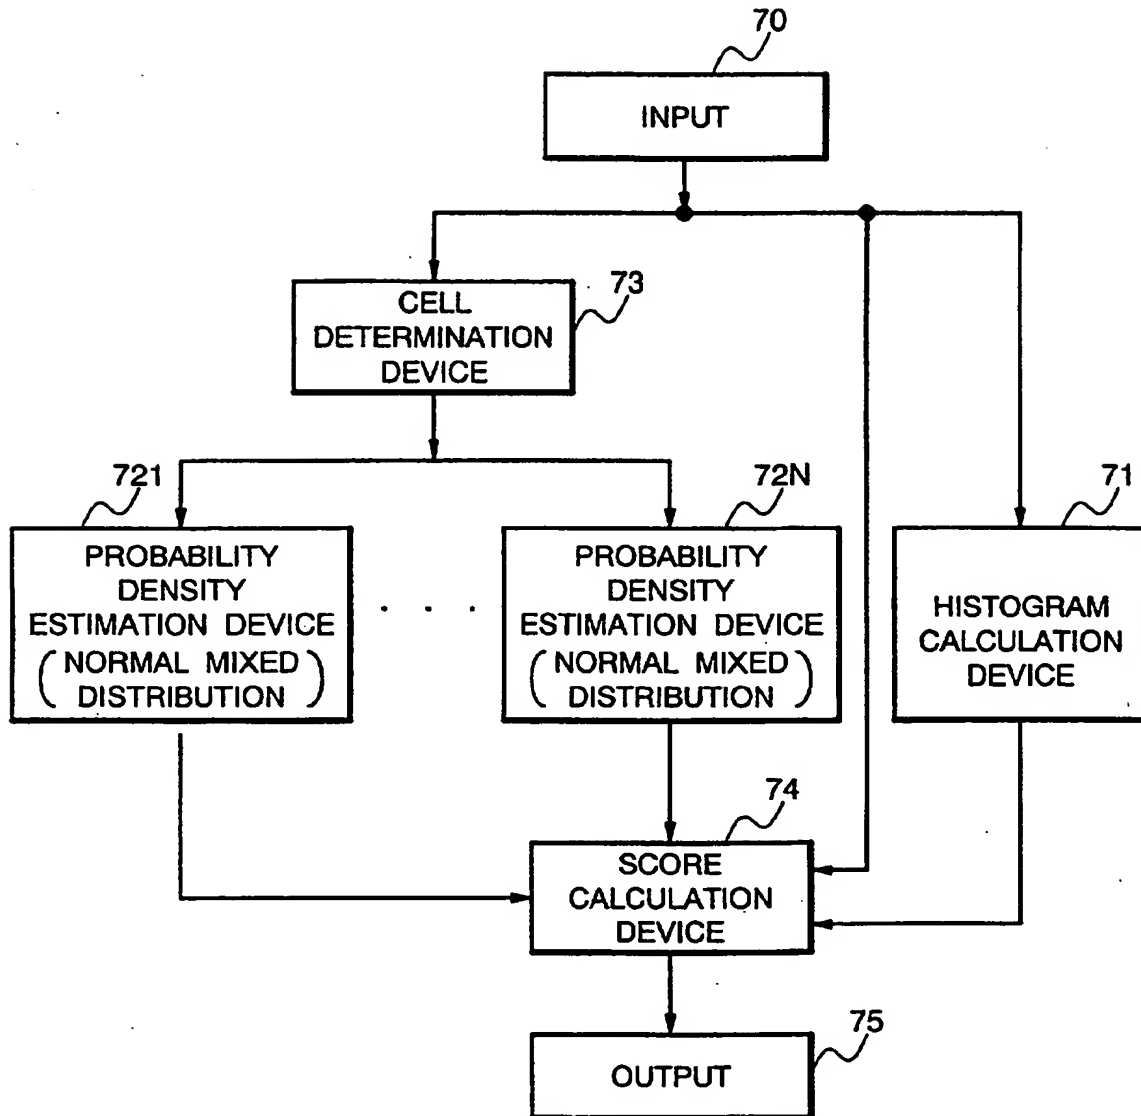 70
INPUT
73
CELL
DETERMINATION
DEVICE
721
PROBABILITY
DENSITY
ESTIMATION DEVICE
(NORMAL MIXED
DISTRIBUTION)
. . .
72N
PROBABILITY
DENSITY
ESTIMATION DEVICE
(NORMAL MIXED
DISTRIBUTION)
71
HISTOGRAM
CALCULATION
DEVICE
74
SCORE
CALCULATION
DEVICE
75
OUTPUT